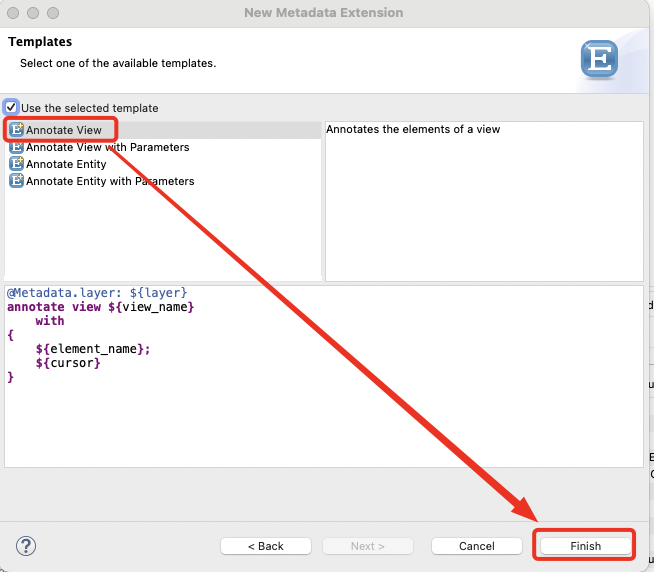 New Metadata Extension
Templates
Select one of the available templates.
E
Use the selected template
Annotate View
Annotate View with Parameters
Annotate Entity
Annotate Entity with Parameters
Annotates the elements of a view
@Metadata.layer: ${layer}
annotate view ${view_name}
    with
{
    ${element_name};
    ${cursor}
}
?
< Back
Next >
Cancel
Finish